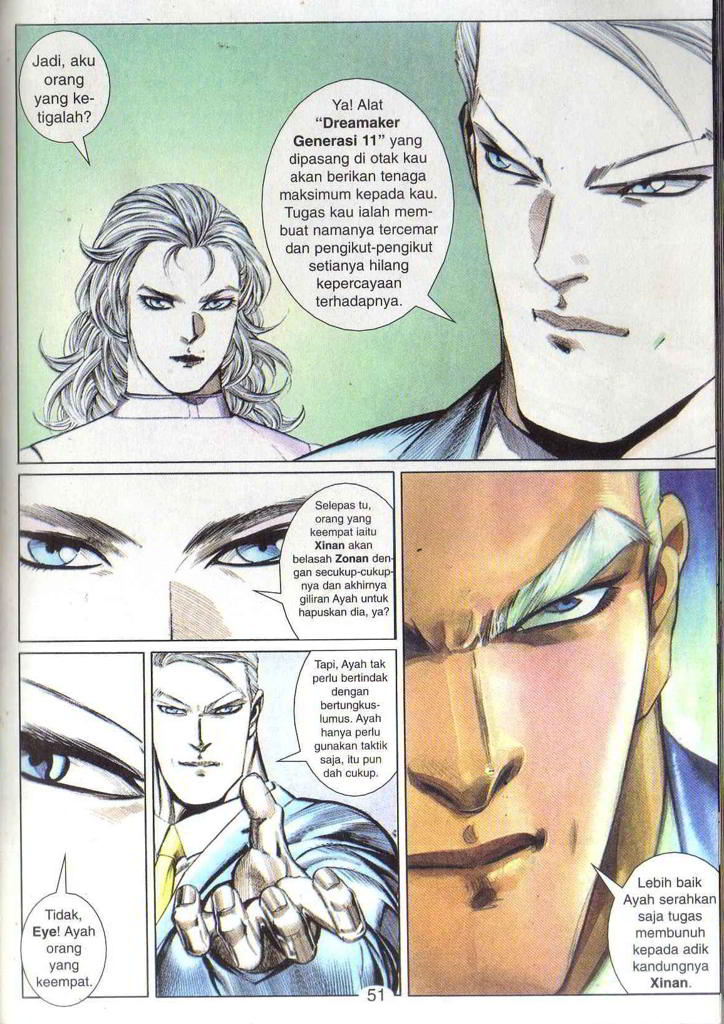 Jadi, aku
orang
yang ke-
tigalah?
Ya! Alat
“Dreamaker
Generasi 11” yang
dipasang di otak kau
akan berikan tenaga
maksimum kepada kau.
Tugas kau ialah mem-
buat namanya tercemar
dan pengikut-pengikut
setianya hilang
kepercayaan
terhadapnya.
Selepas tu,
orang yang
keempat iaitu
Xinan akan
belasah Zonan den-
gan secukup-cukup-
nya dan akhirnya
giliran Ayah untuk
hapuskan dia, ya?
Tidak,
Eye! Ayah
orang
yang
keempat.
Tapi, Ayah tak
perlu bertindak
dengan
bertungkus-
lumus. Ayah
hanya perlu
gunakan taktik
saja, itu pun
dah cukup.
Lebih baik
Ayah serahkan
saja tugas
membunuh
kepada adik
kandungnya
Xinan.
51